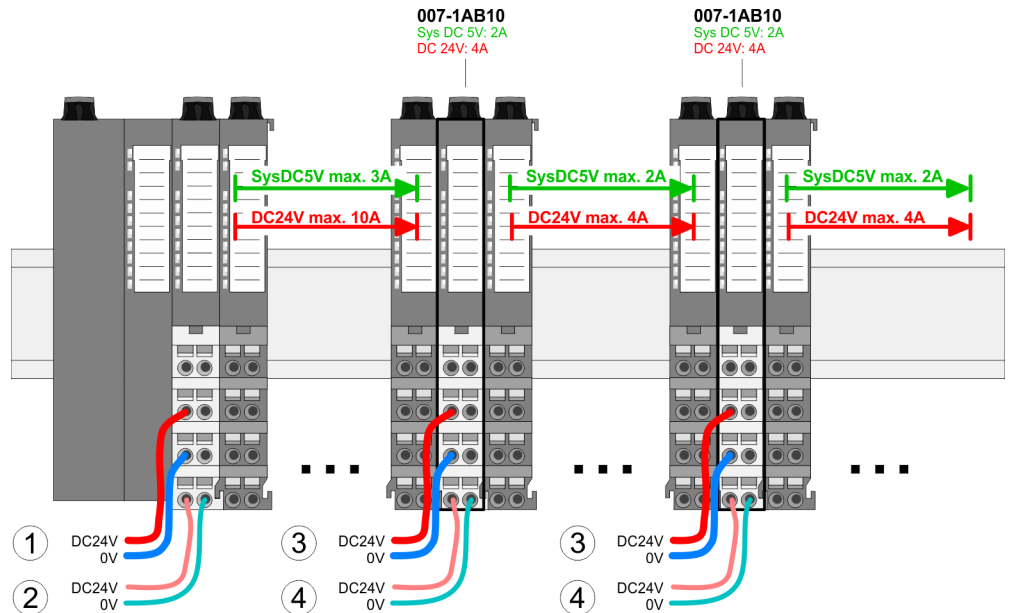 007-1AB10
Sys DC 5V: 2A
DC 24V: 4A
007-1AB10
Sys DC 5V: 2A
DC 24V: 4A
SysDC5V max. 3A
SysDC5V max. 2A
SysDC5V max. 2A
DC24V max. 10A
DC24V max. 4A
DC24V max. 4A
1 DC24V
0V
3 DC24V
0V
3 DC24V
0V
2 DC24V
0V
4 DC24V
0V
4 DC24V
0V